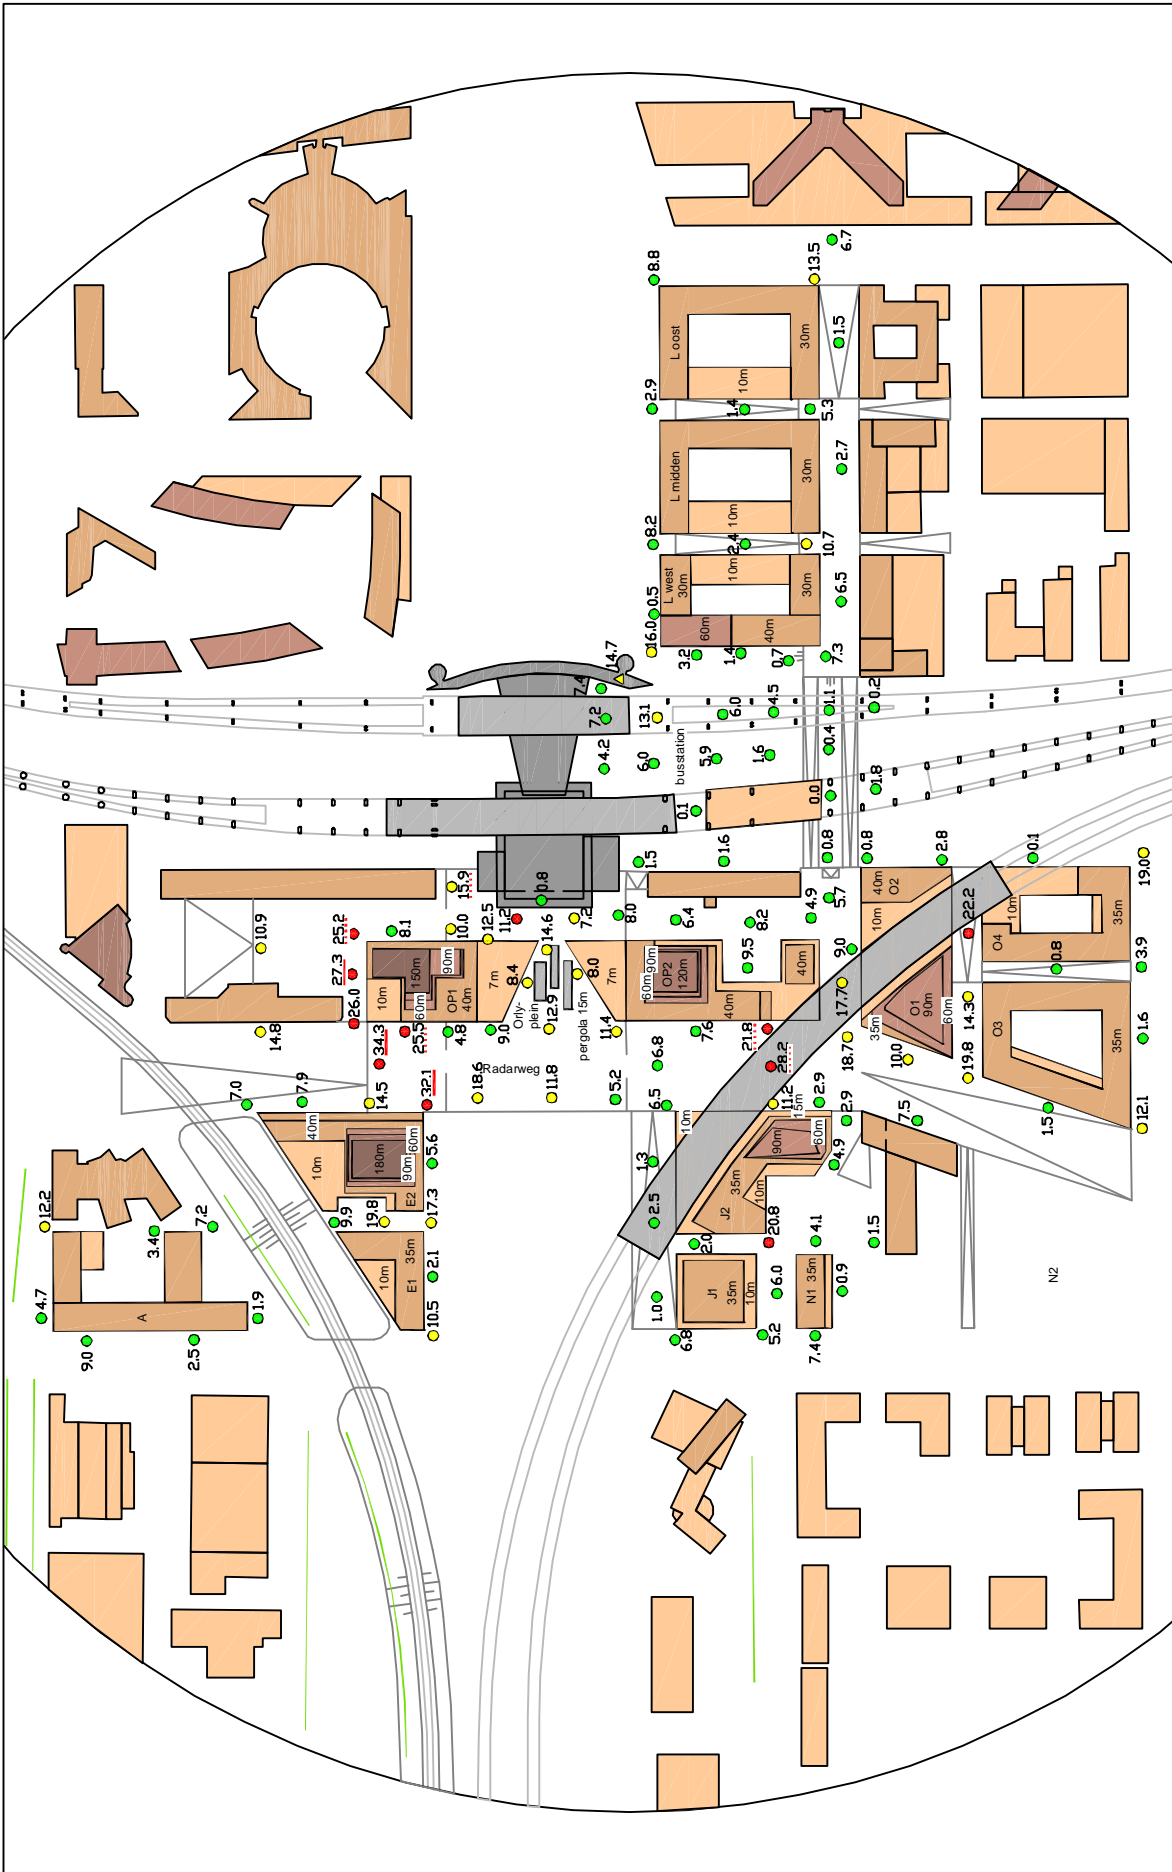 8.8
13.5
6.7
L oost
30m
10m
1.5
2.9
1.4
5.3
L midden
30m
10m
2.7
8.2
2.4
10.7
L west
30m
10m
30m
0.5
6.5
16.0
60m
40m
3.2
1.4
0.7
7.3
14.7
7.4
7.2
13.1
6.0
4.5
1.1
0.2
4.2
6.0
busstation
5.9
1.6
0.4
0.1
0.0
1.8
1.5
1.6
0.8
0.8
2.8
0.1
19.0
15.9
0.8
40m
O2
10m
10.9
25.2
8.1
10.0
12.5
11.2
14.6
7.2
8.0
6.4
8.2
4.9
5.7
22.2
10m
35m
O4
27.3
150m
90m
10m
60m
OP1
40m
7m
8.4
8.0
7m
60m
90m
OP2
120m
9.5
40m
40m
9.0
17.7
O1
90m
60m
35m
14.3
0.8
3.9
26.0
14.8
34.3
25.5
4.8
9.0
Orly-
plein
12.9
pergola 15m
11.4
7.6
21.8
18.7
10.0
19.8
O3
35m
1.6
Radarweg
6.8
28.2
7.0
7.9
14.5
32.1
18.6
11.8
5.2
6.5
11.2
15m
2.9
2.9
7.5
1.5
12.1
40m
10m
180m
90m
60m
5.6
E2
10m
1.3
90m
60m
35m
10m
J2
4.9
12.2
7.2
3.4
9.9
19.8
17.3
2.5
2.0
20.8
4.1
1.5
35m
10m
E1
2.1
4.7
A
1.9
10.5
9.0
2.5
1.0
J1
35m
10m
6.0
N1 35m
0.9
N2
6.8
5.2
7.4